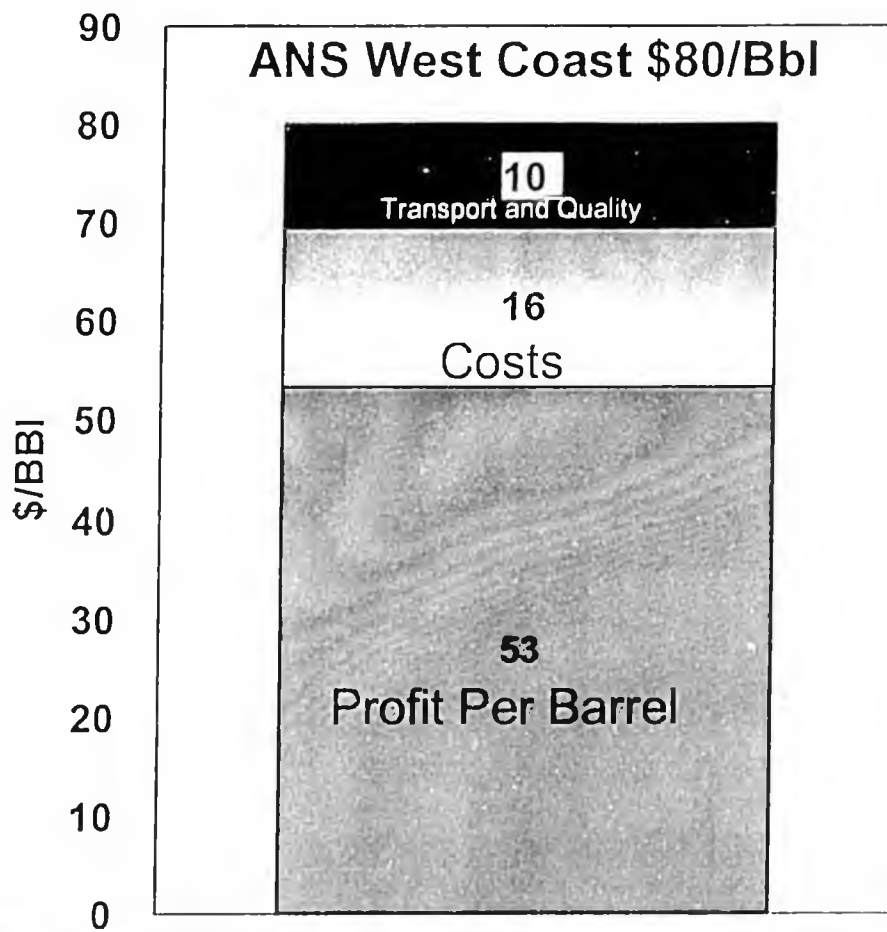 ANS West Coast $80/Bbl
90
80
70
60
50
40
30
20
10
0
$/BBl
10
Transport and Quality
16
Costs
53
Profit Per Barrel